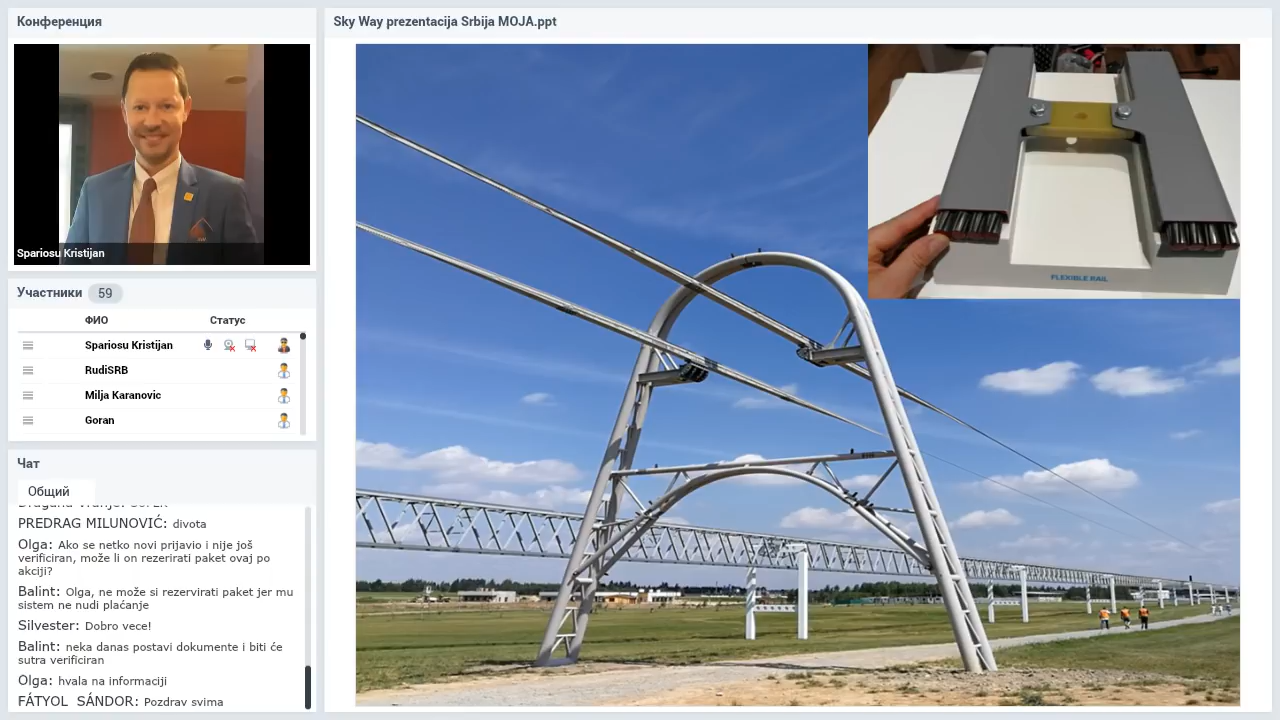 Конференция
Spariosu Kristijan
Участники 59
ФИО Статус
Spariosu Kristijan
RudiSRB
Milja Karanovic
Goran
Чат
Общий
PREDRAG MILUNOVIĆ: divota
Olga: Ako se netko novi prijavio i nije još
verificiran, može li on rezerirati paket ovaj po
akciji?
Balint: Olga, ne može si rezervirati paket jer mu
sistem ne nudi plaćanje
Silvester: Dobro vece!
Balint: neka danas postavi dokumente i biti će
sutra verificiran
Olga: hvala na informaciji
FÁTYOL SÁNDOR: Pozdrav svima
Sky Way prezentacija Srbija MOJA.ppt
FLEXIBLE RAIL